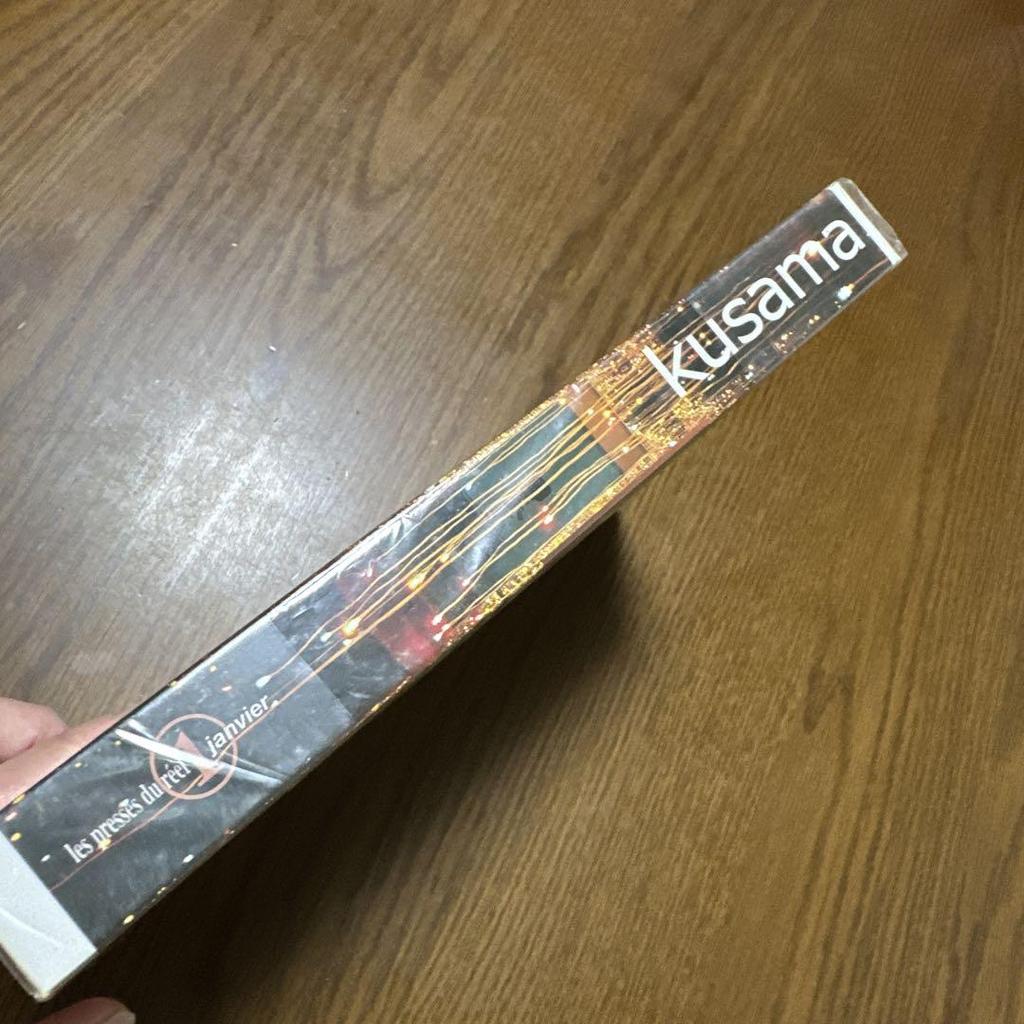 les presses du réel
janvier
kusama